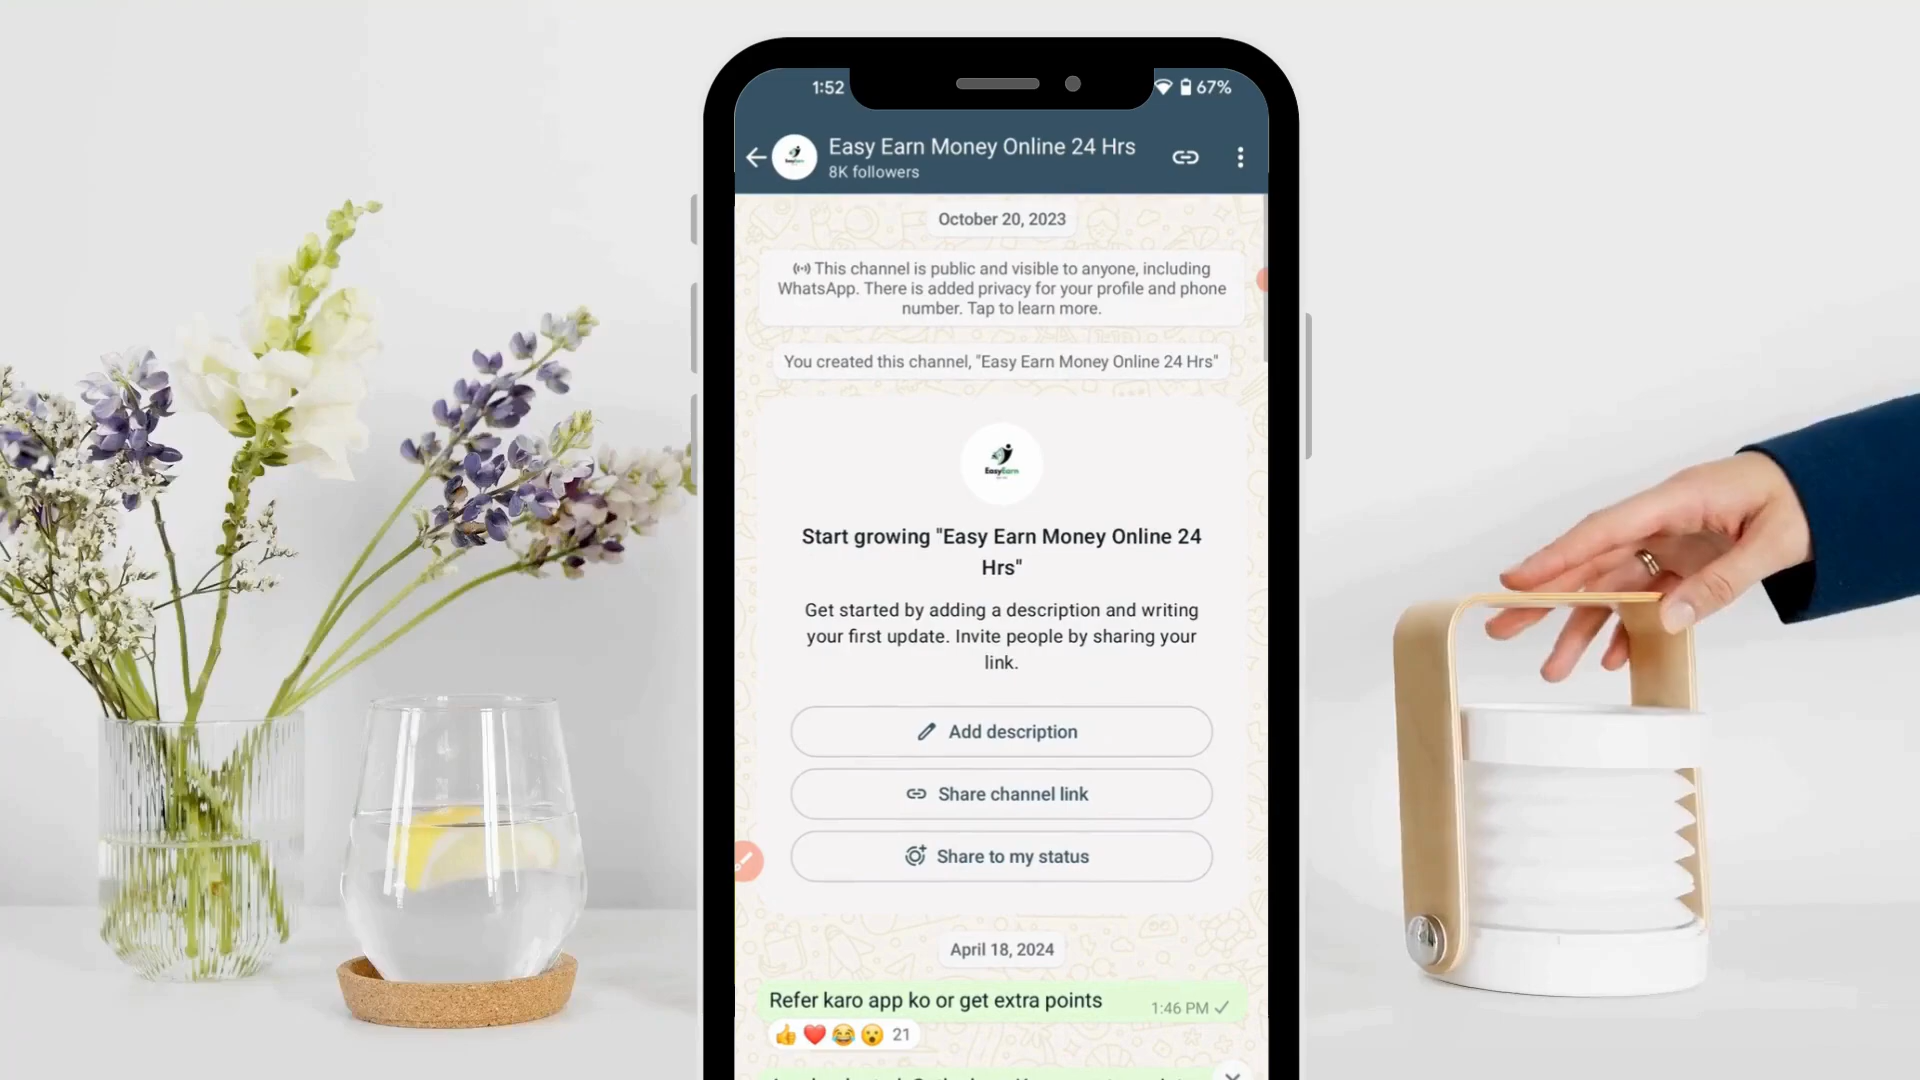 1:52
67%
Easy Earn Money Online 24 Hrs
8K followers
October 20, 2023
This channel is public and visible to anyone, including
WhatsApp. There is added privacy for your profile and phone
number. Tap to learn more.
You created this channel, "Easy Earn Money Online 24 Hrs"
EasyEarn
Start growing "Easy Earn Money Online 24
Hrs"
Get started by adding a description and writing
your first update. Invite people by sharing your
link.
Add description
Share channel link
Share to my status
April 18, 2024
Refer karo app ko or get extra points
1:46 PM
21